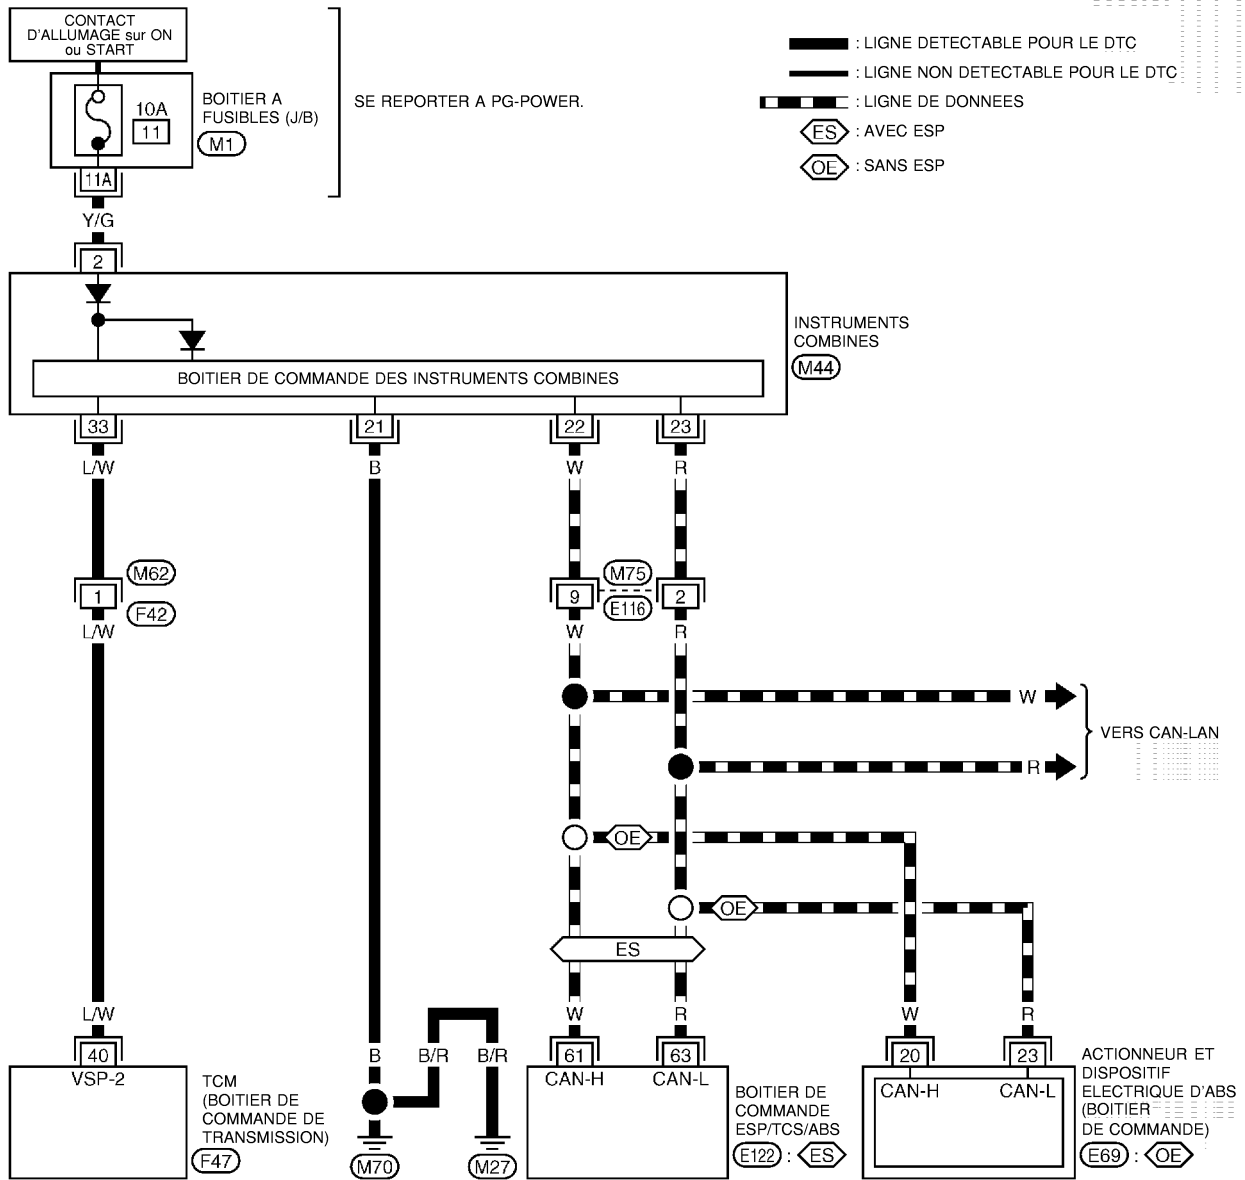 CONTACT
D'ALLUMAGE sur ON
ou START
10A
11
BOITIER A
FUSIBLES (J/B)
M1
SE REPORTER A PG-POWER.
: LIGNE DETECTABLE POUR LE DTC
: LIGNE NON DETECTABLE POUR LE DTC
: LIGNE DE DONNEES
ES : AVEC ESP
OE : SANS ESP
11A
Y/G
2
INSTRUMENTS
COMBINES
M44
BOITIER DE COMMANDE DES INSTRUMENTS COMBINES
33 21 22 23
L/W B W R
M62
1
F42
L/W
M75
9 2
E116
W R
W
VERS CAN-LAN
R
OE
OE
ES
L/W W R W R
B B/R B/R
40 61 63 20 23
VSP-2 CAN-H CAN-L CAN-H CAN-L
TCM
(BOITIER DE
COMMANDE DE
TRANSMISSION)
F47
M70 M27
BOITIER DE
COMMANDE
ESP/TCS/ABS
E122 : ES
ACTIONNEUR ET
DISPOSITIF
ELECTRIQUE D'ABS
(BOITIER
DE COMMANDE)
E69 : OE